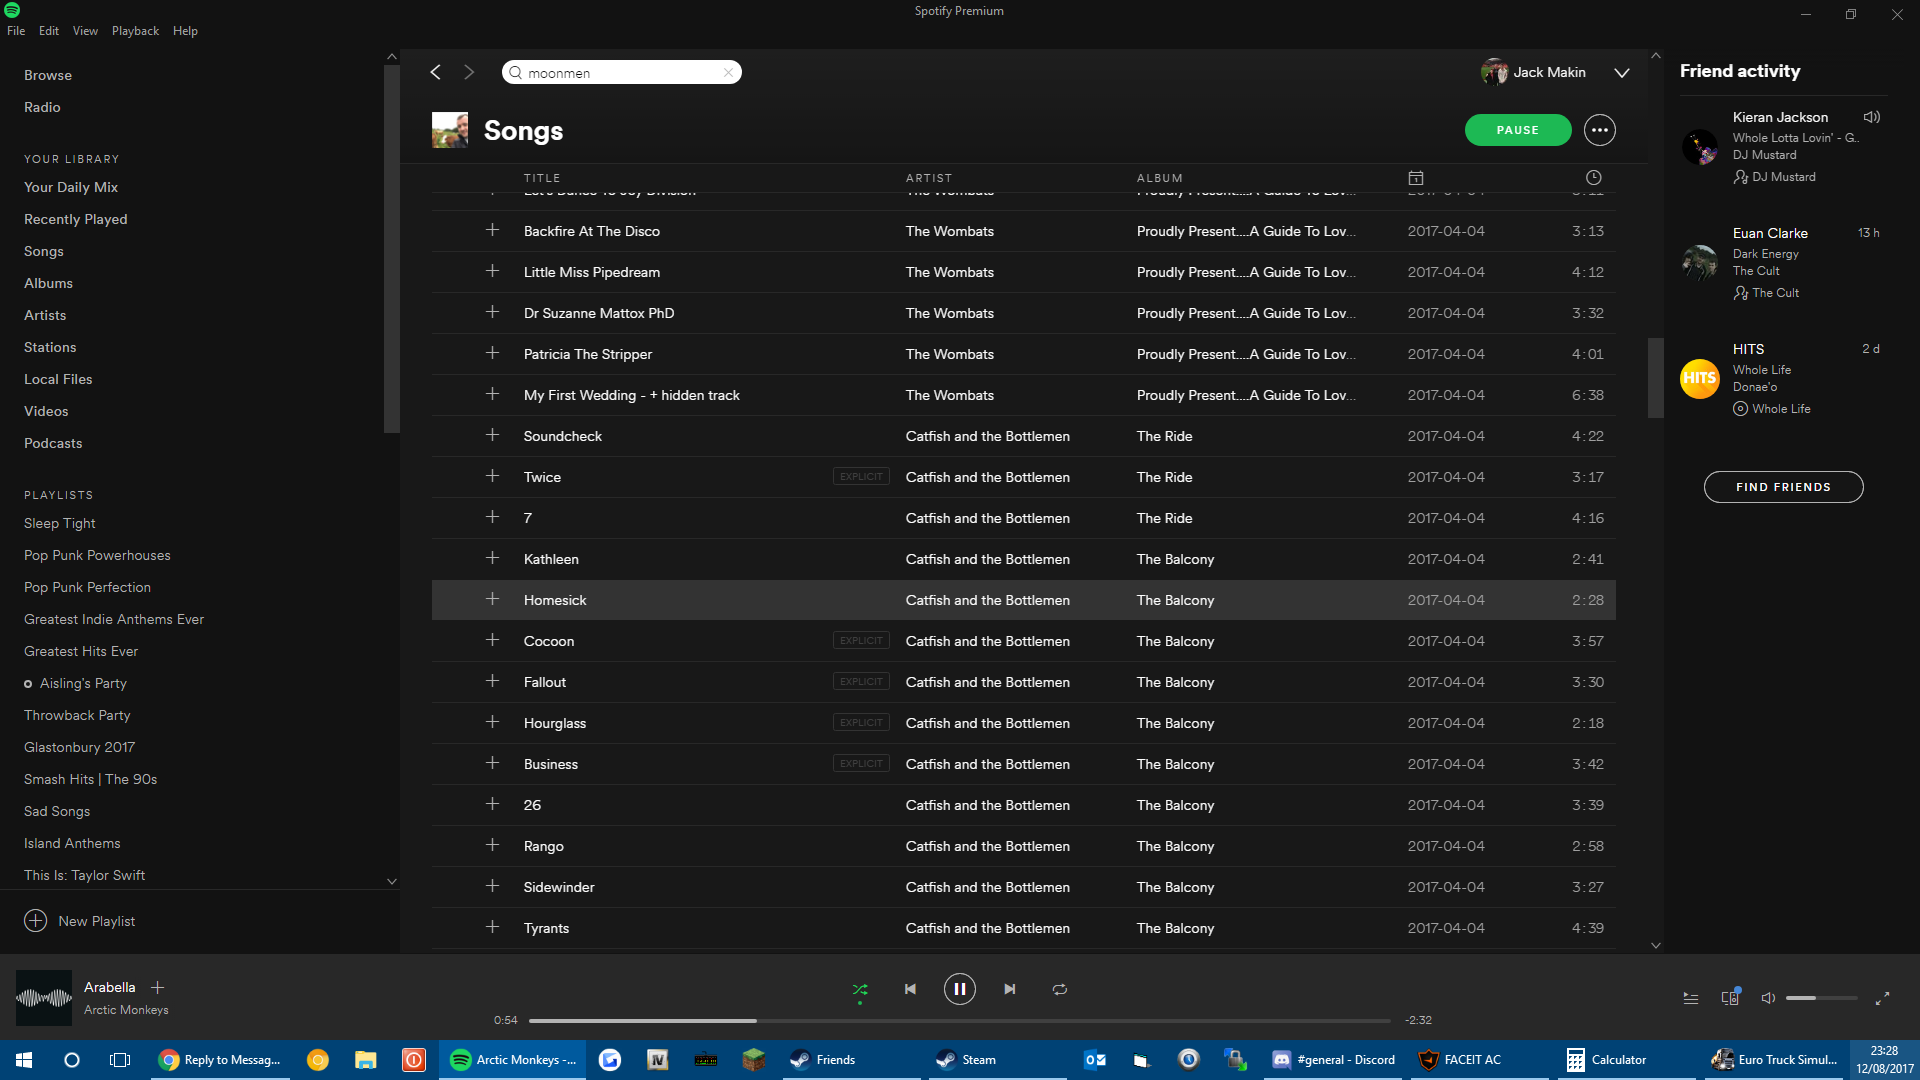 Spotify Premium
File Edit View Playback Help
Browse
Radio
YOUR LIBRARY
Your Daily Mix
Recently Played
Songs
Albums
Artists
Stations
Local Files
Videos
Podcasts
PLAYLISTS
Sleep Tight
Pop Punk Powerhouses
Pop Punk Perfection
Greatest Indie Anthems Ever
Greatest Hits Ever
Aisling's Party
Throwback Party
Glastonbury 2017
Smash Hits | The 90s
Sad Songs
Island Anthems
This Is: Taylor Swift
New Playlist
moonmen
Jack Makin
Songs
PAUSE
TITLE ARTIST ALBUM
Let's Dance To Joy Division The Wombats Proudly Present....A Guide To Lov... 2017-04-04 3:11
Backfire At The Disco The Wombats Proudly Present....A Guide To Lov... 2017-04-04 3:13
Little Miss Pipedream The Wombats Proudly Present....A Guide To Lov... 2017-04-04 4:12
Dr Suzanne Mattox PhD The Wombats Proudly Present....A Guide To Lov... 2017-04-04 3:32
Patricia The Stripper The Wombats Proudly Present....A Guide To Lov... 2017-04-04 4:01
My First Wedding - + hidden track The Wombats Proudly Present....A Guide To Lov... 2017-04-04 6:38
Soundcheck Catfish and the Bottlemen The Ride 2017-04-04 4:22
Twice EXPLICIT Catfish and the Bottlemen The Ride 2017-04-04 3:17
7 Catfish and the Bottlemen The Ride 2017-04-04 4:16
Kathleen Catfish and the Bottlemen The Balcony 2017-04-04 2:41
Homesick Catfish and the Bottlemen The Balcony 2017-04-04 2:28
Cocoon EXPLICIT Catfish and the Bottlemen The Balcony 2017-04-04 3:57
Fallout EXPLICIT Catfish and the Bottlemen The Balcony 2017-04-04 3:30
Hourglass EXPLICIT Catfish and the Bottlemen The Balcony 2017-04-04 2:18
Business EXPLICIT Catfish and the Bottlemen The Balcony 2017-04-04 3:42
26 Catfish and the Bottlemen The Balcony 2017-04-04 3:39
Rango Catfish and the Bottlemen The Balcony 2017-04-04 2:58
Sidewinder Catfish and the Bottlemen The Balcony 2017-04-04 3:27
Tyrants Catfish and the Bottlemen The Balcony 2017-04-04 4:39
Friend activity
Kieran Jackson
Whole Lotta Lovin' - G..
DJ Mustard
DJ Mustard
Euan Clarke 13 h
Dark Energy
The Cult
The Cult
HITS
HITS 2 d
Whole Life
Donae'o
Whole Life
FIND FRIENDS
Arabella
Arctic Monkeys
0:54 -2:32
Reply to Messag... Arctic Monkeys -... IV Friends Steam #general - Discord FACEIT AC Calculator Euro Truck Simul...
23:28
12/08/2017